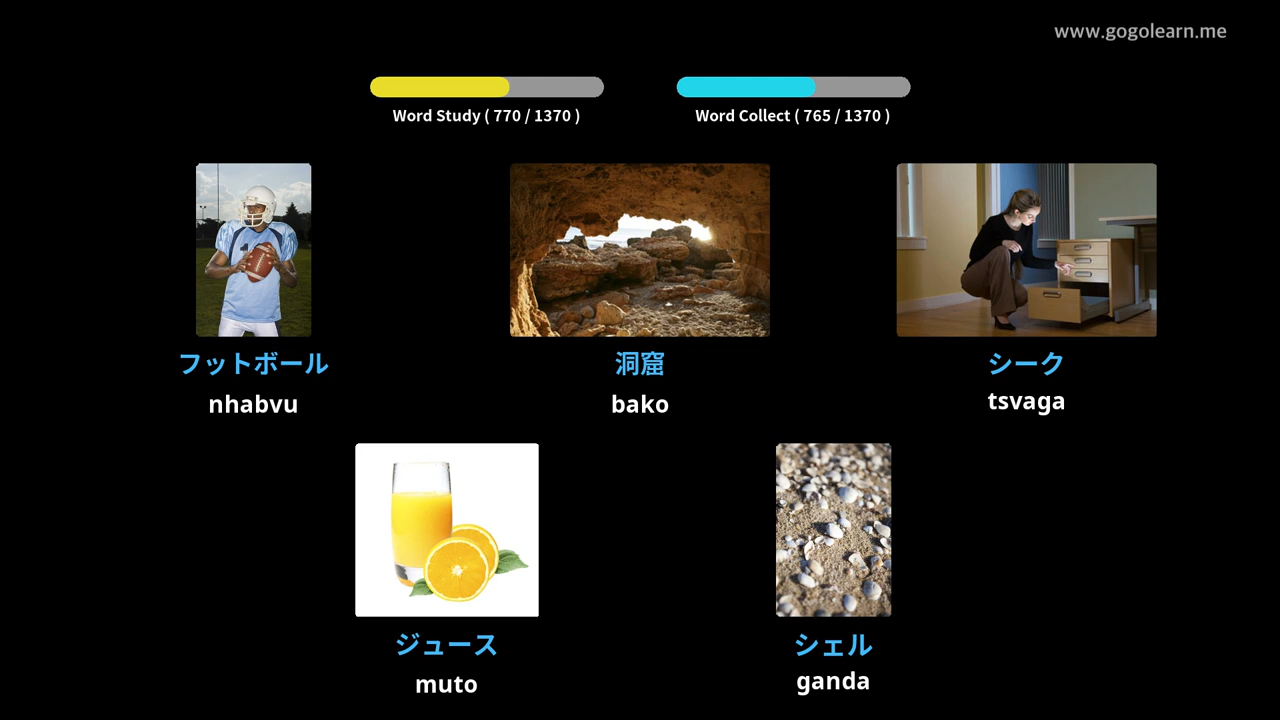 www.gogolearn.me
Word Study ( 770 / 1370 )
Word Collect ( 765 / 1370 )
フットボール
nhabvu
洞窟
bako
シーク
tsvaga
ジュース
muto
シェル
ganda